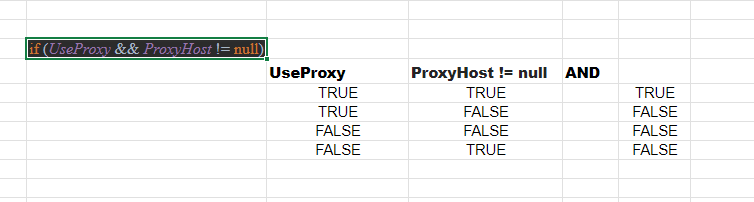 if (UseProxy && ProxyHost != null)
UseProxy ProxyHost != null AND
TRUE TRUE TRUE
TRUE FALSE FALSE
FALSE FALSE FALSE
FALSE TRUE FALSE